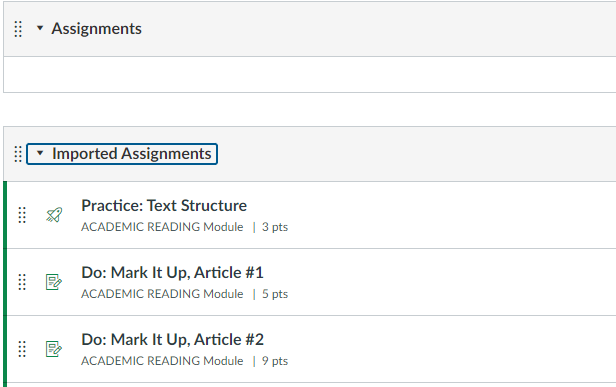 Assignments
Imported Assignments
Practice: Text Structure
ACADEMIC READING Module | 3 pts
Do: Mark It Up, Article #1
ACADEMIC READING Module | 5 pts
Do: Mark It Up, Article #2
ACADEMIC READING Module | 9 pts